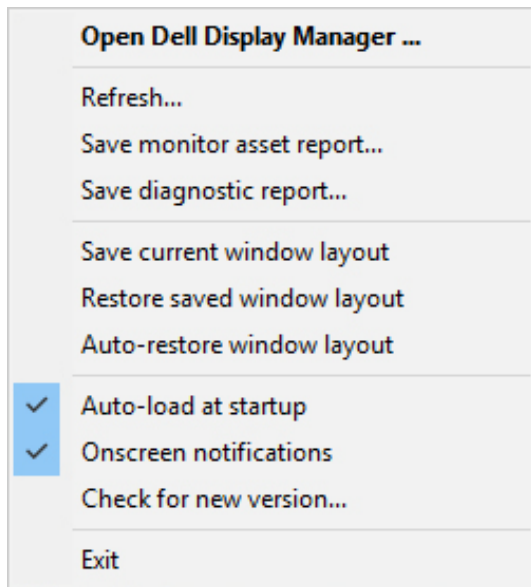 Open Dell Display Manager ...
Refresh...
Save monitor asset report...
Save diagnostic report...
Save current window layout
Restore saved window layout
Auto-restore window layout
Auto-load at startup
Onscreen notifications
Check for new version...
Exit